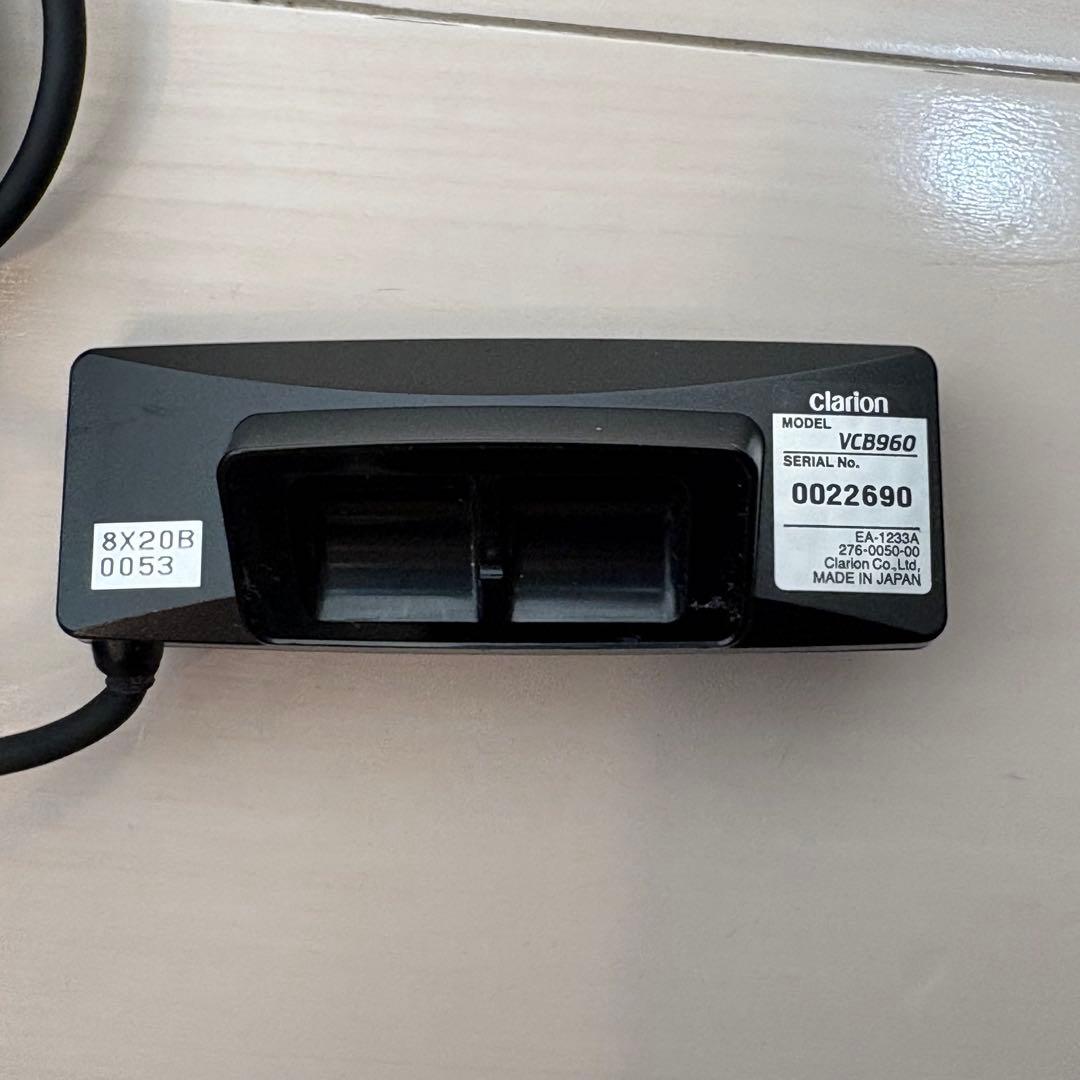 clarion
MODEL
VCB960
SERIAL No.
0022690
EA-1233A
276-0050-00
Clarion Co.,Ltd,
MADE IN JAPAN
8X20B
0053